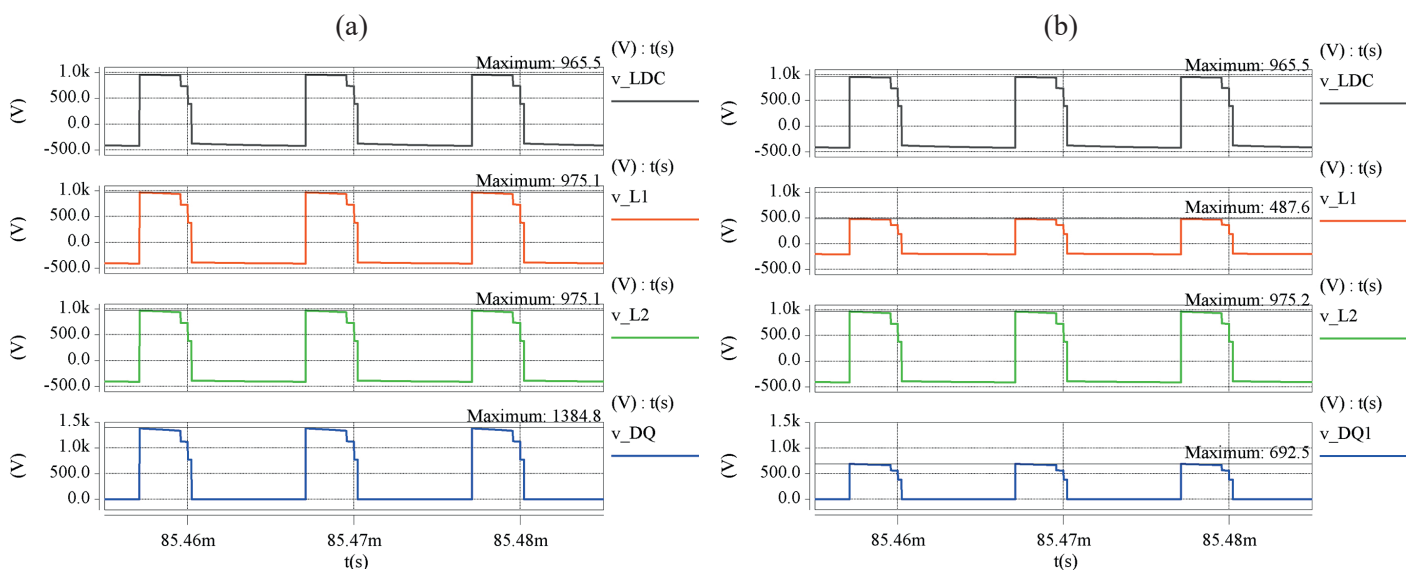 (a)
(V) : t(s)
Maximum: 965.5
v_LDC
1.0k
500.0
0.0
-500.0
(V)
(V) : t(s)
Maximum: 975.1
v_L1
1.0k
500.0
0.0
-500.0
(V)
(V) : t(s)
Maximum: 975.1
v_L2
1.0k
500.0
0.0
-500.0
(V)
(V) : t(s)
Maximum: 1384.8
v_DQ
1.5k
1.0k
500.0
0.0
(V)
85.46m 85.47m 85.48m
t(s)
(b)
(V) : t(s)
Maximum: 965.5
v_LDC
1.0k
500.0
0.0
-500.0
(V)
(V) : t(s)
v_L1
Maximum: 487.6
1.0k
500.0
0.0
-500.0
(V)
(V) : t(s)
Maximum: 975.2
v_L2
1.0k
500.0
0.0
-500.0
(V)
(V) : t(s)
v_DQ1
Maximum: 692.5
1.5k
1.0k
500.0
0.0
(V)
85.46m 85.47m 85.48m
t(s)